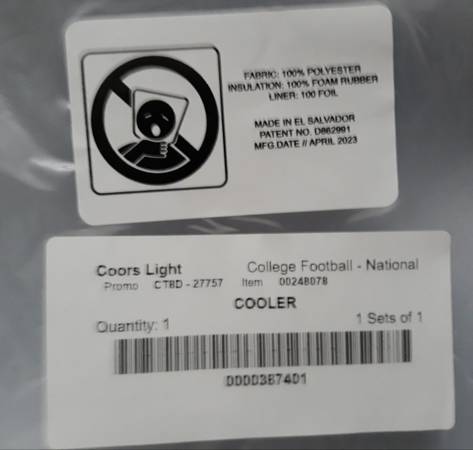 FABRIC: 100% POLYESTER
INSULATION: 100% FOAM RUBBER
LINER: 100 FOIL
MADE IN EL SALVADOR
PATENT NO. D862991
MFG.DATE // APRIL 2023
Coors Light College Football - National
Promo CTBD - 27757 Item 00248078
COOLER
Quantity: 1 1 Sets of 1
0000387401